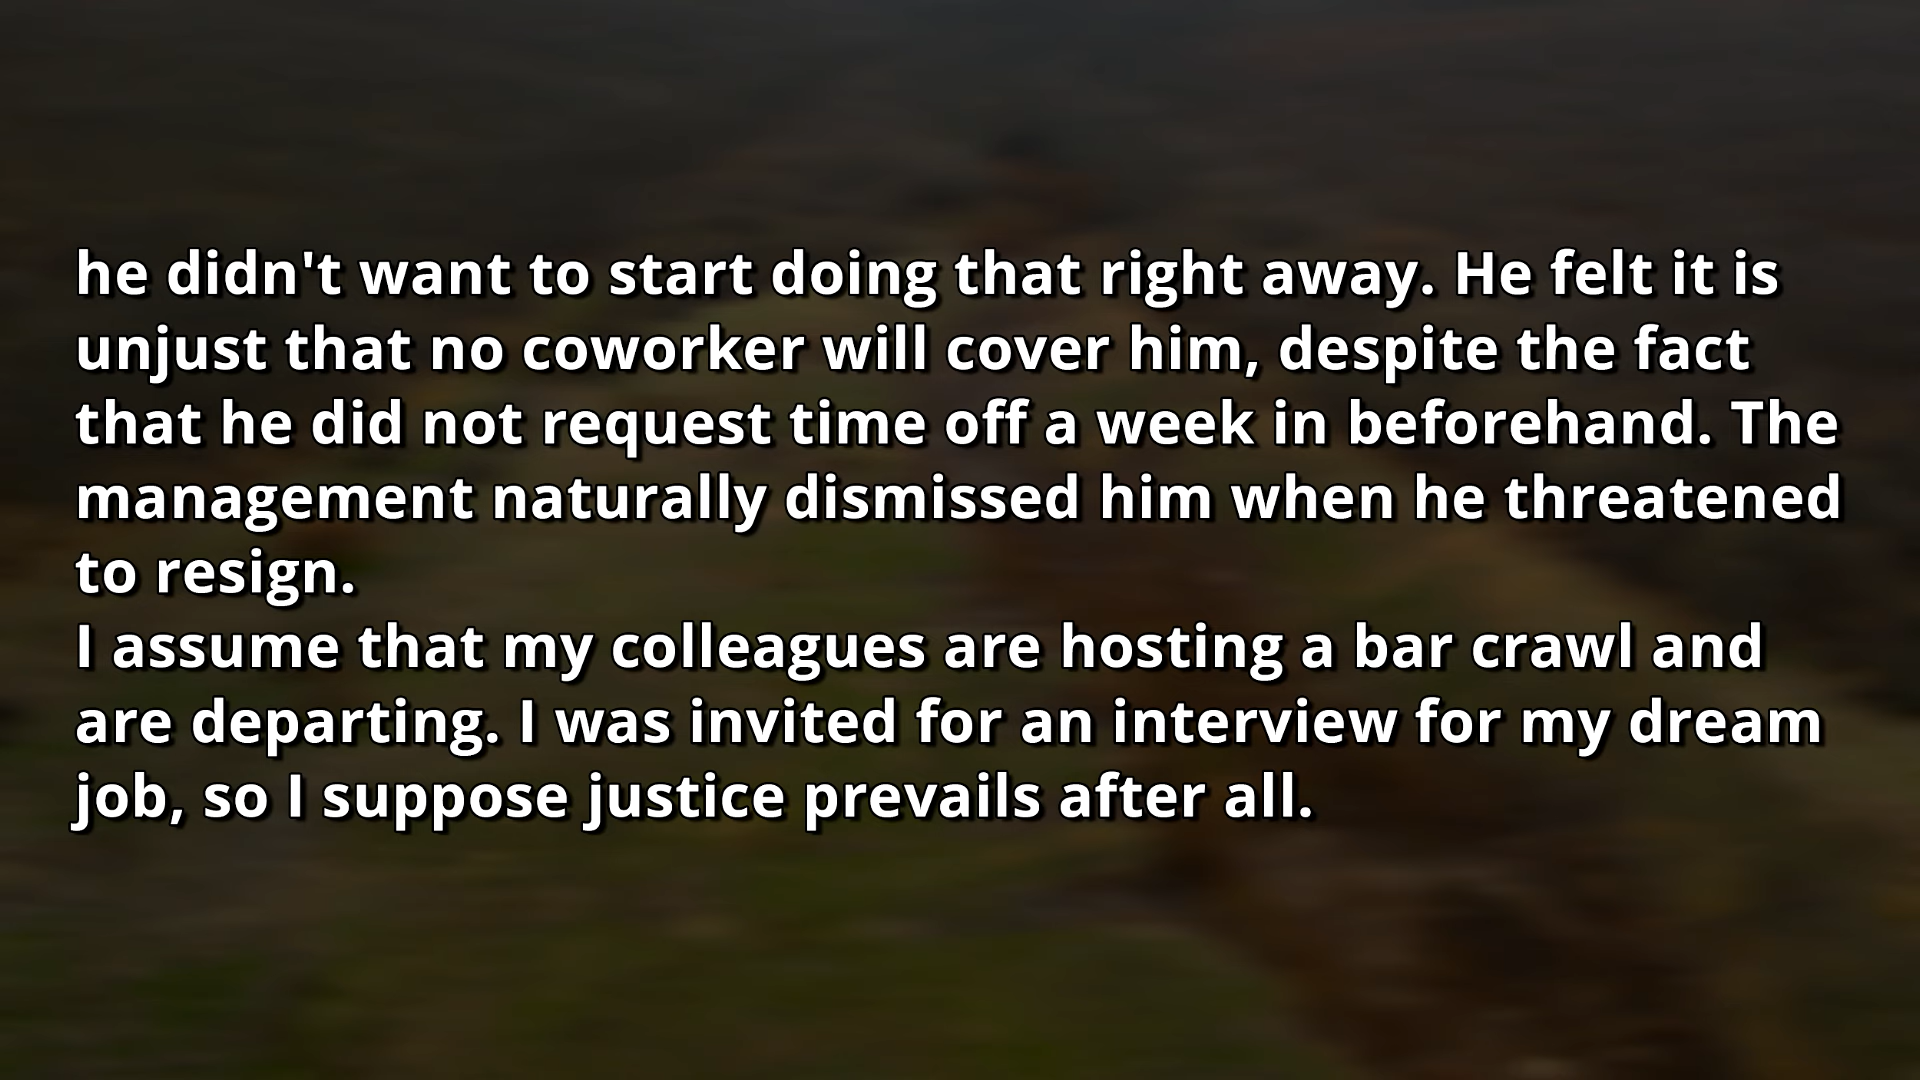 he didn't want to start doing that right away. He felt it is
unjust that no coworker will cover him, despite the fact
that he did not request time off a week in beforehand. The
management naturally dismissed him when he threatened
to resign.
I assume that my colleagues are hosting a bar crawl and
are departing. I was invited for an interview for my dream
job, so I suppose justice prevails after all.